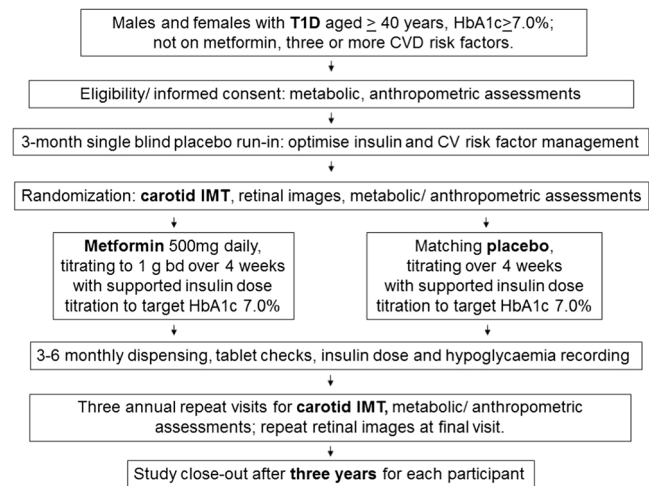 Males and females with T1D aged ≥ 40 years, HbA1c≥7.0%;
not on metformin, three or more CVD risk factors.
Eligibility/ informed consent: metabolic, anthropometric assessments
3-month single blind placebo run-in: optimise insulin and CV risk factor management
Randomization: carotid IMT, retinal images, metabolic/ anthropometric assessments
Metformin 500mg daily,
titrating to 1 g bd over 4 weeks
with supported insulin dose
titration to target HbA1c 7.0%
Matching placebo,
titrating over 4 weeks
with supported insulin dose
titration to target HbA1c 7.0%
3-6 monthly dispensing, tablet checks, insulin dose and hypoglycaemia recording
Three annual repeat visits for carotid IMT, metabolic/ anthropometric
assessments; repeat retinal images at final visit.
Study close-out after three years for each participant